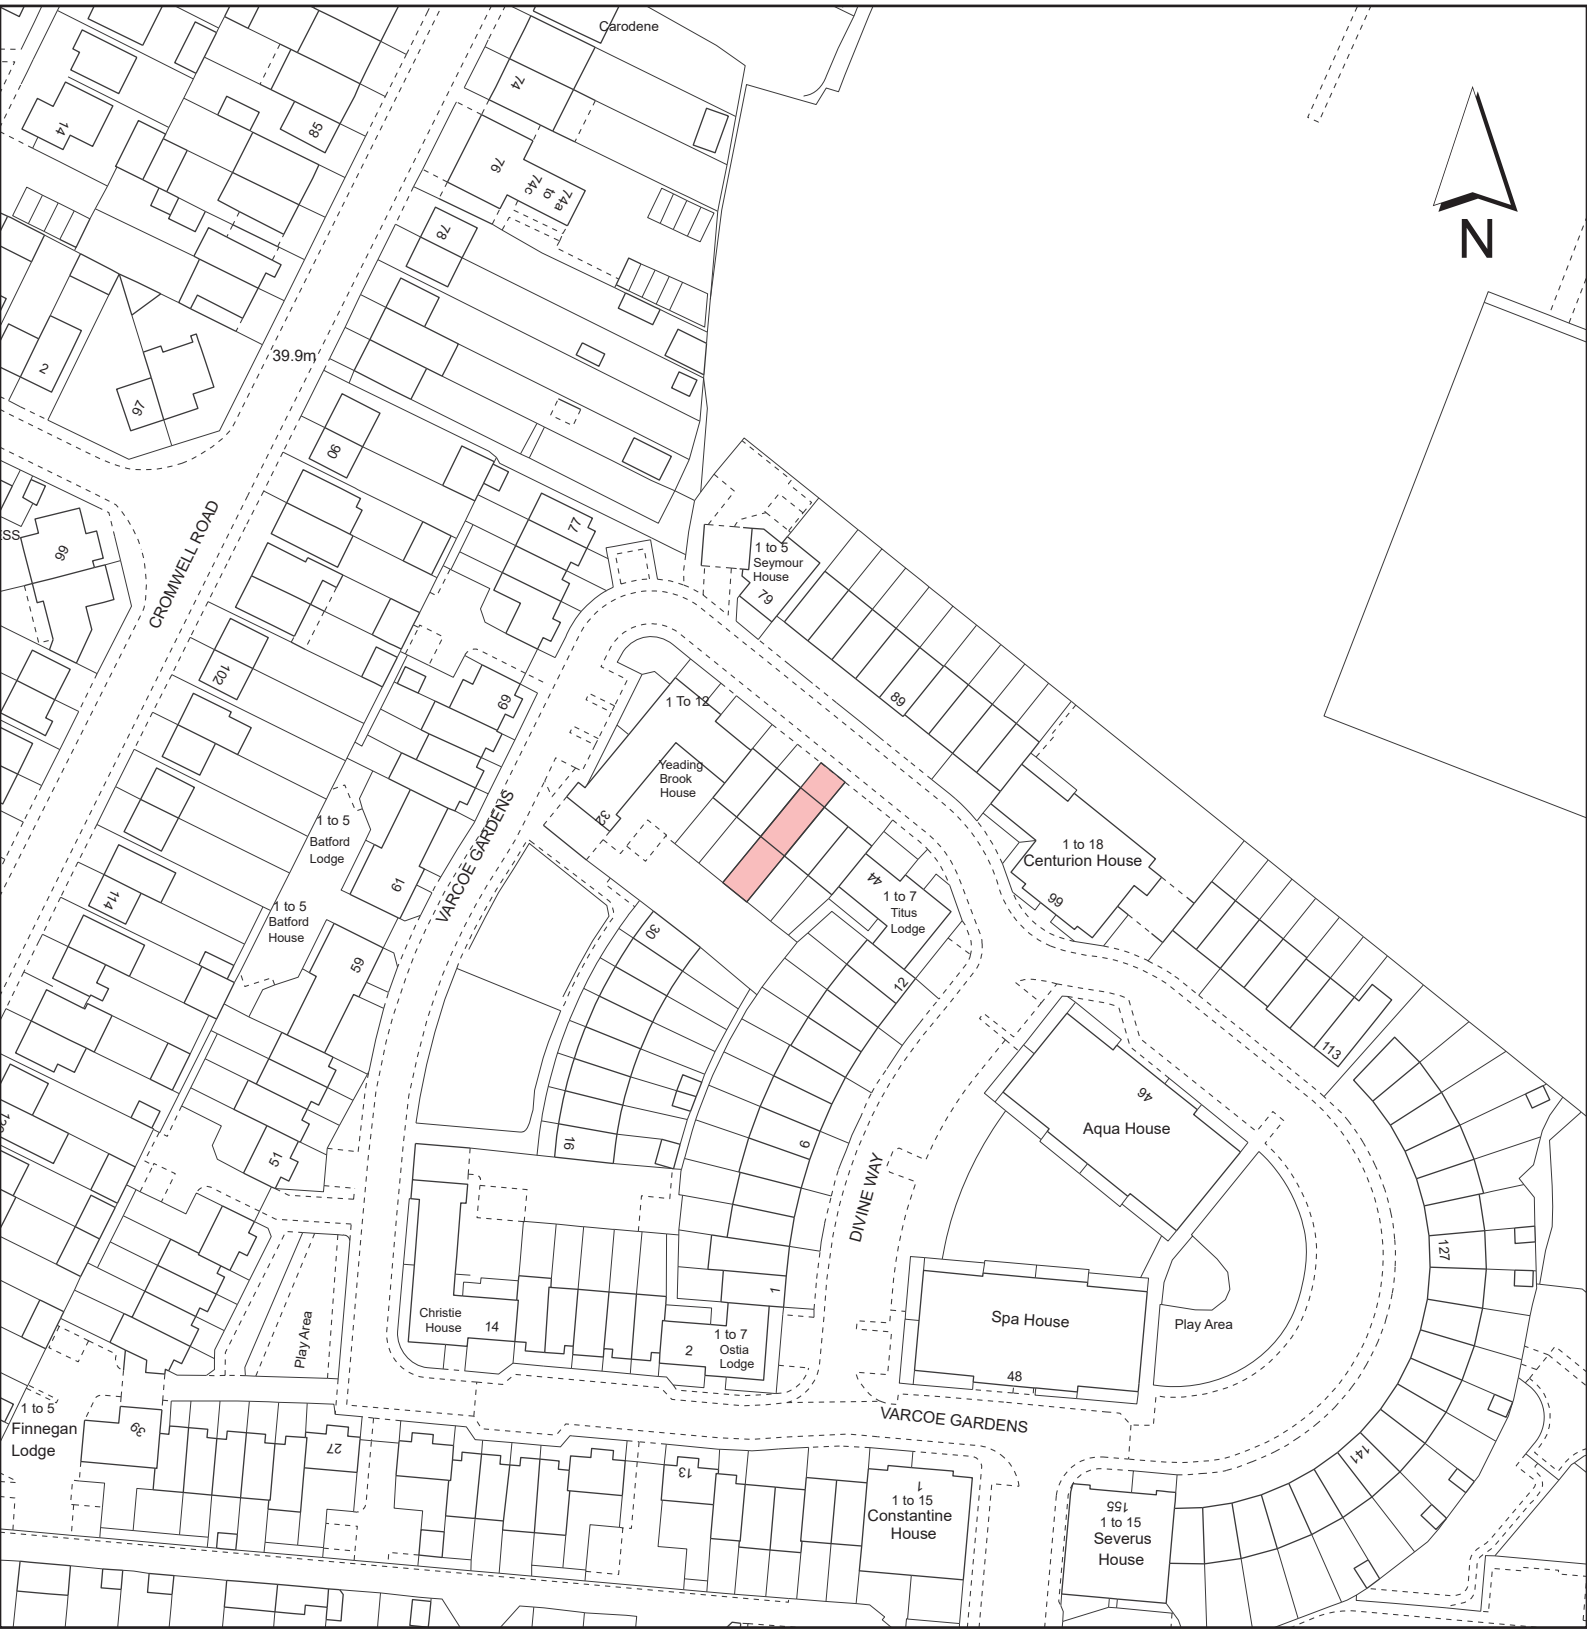 Carodene
74
14
85
76
74a
to
74c
78
N
39.9m
2
97
90
77
CROMWELL ROAD
ESS
99
1 to 5
Seymour
House
79
102
69
1 To 12
89
Yeading
Brook
House
32
1 to 5
Batford
Lodge
VARCOE GARDENS
61
44
1 to 18
Centurion House
99
1 to 7
Titus
Lodge
114
1 to 5
Batford
House
30
59
12
113
46
Aqua House
16
9
51
DIVINE WAY
127
1
Christie
House
14
Play Area
Spa House
Play Area
2
1 to 7
Ostia
Lodge
48
VARCOE GARDENS
1 to 5
Finnegan
Lodge
39
27
13
141
1
1 to 15
Constantine
House
155
1 to 15
Severus
House